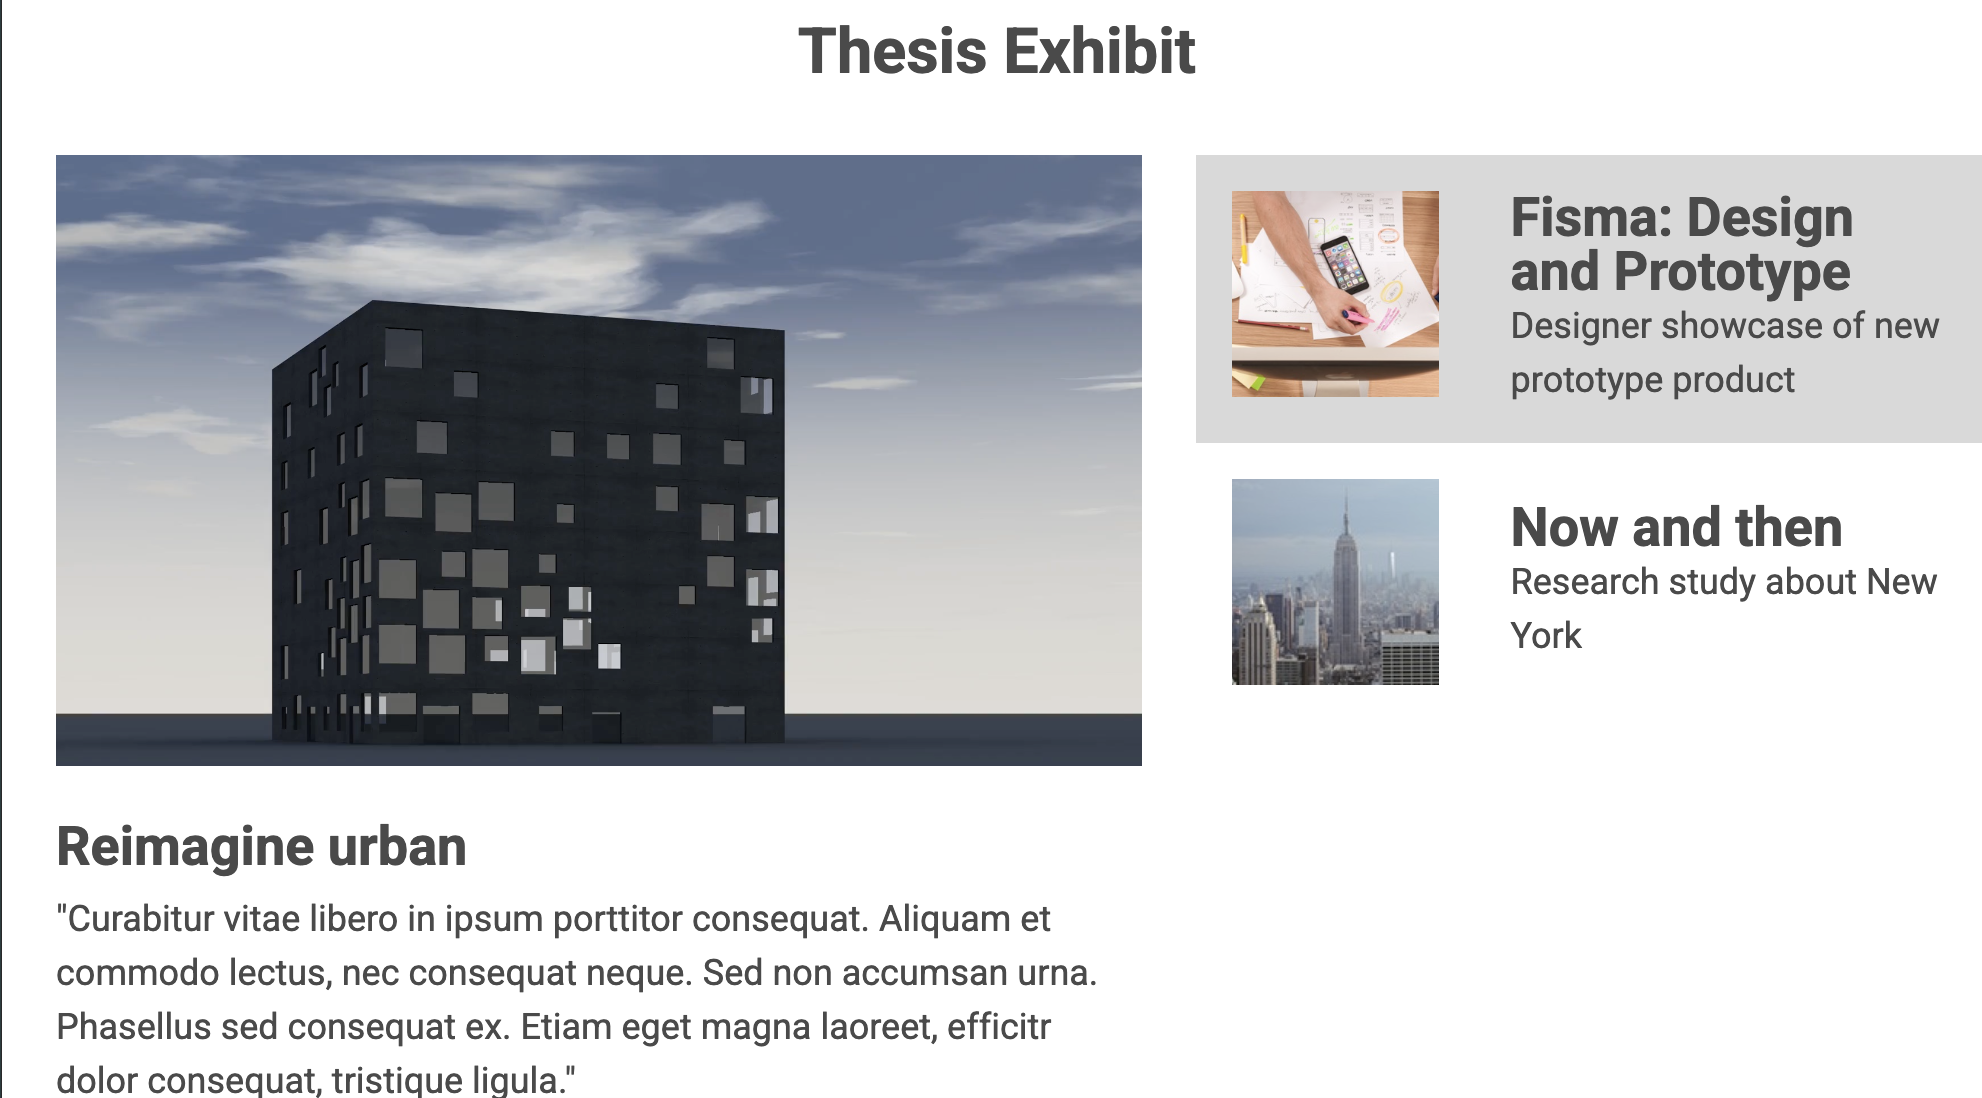 Thesis Exhibit
Reimagine urban
"Curabitur vitae libero in ipsum porttitor consequat. Aliquam et
commodo lectus, nec consequat neque. Sed non accumsan urna.
Phasellus sed consequat ex. Etiam eget magna laoreet, efficitr
dolor consequat, tristique ligula."
Fisma: Design
and Prototype
Designer showcase of new
prototype product
Now and then
Research study about New
York